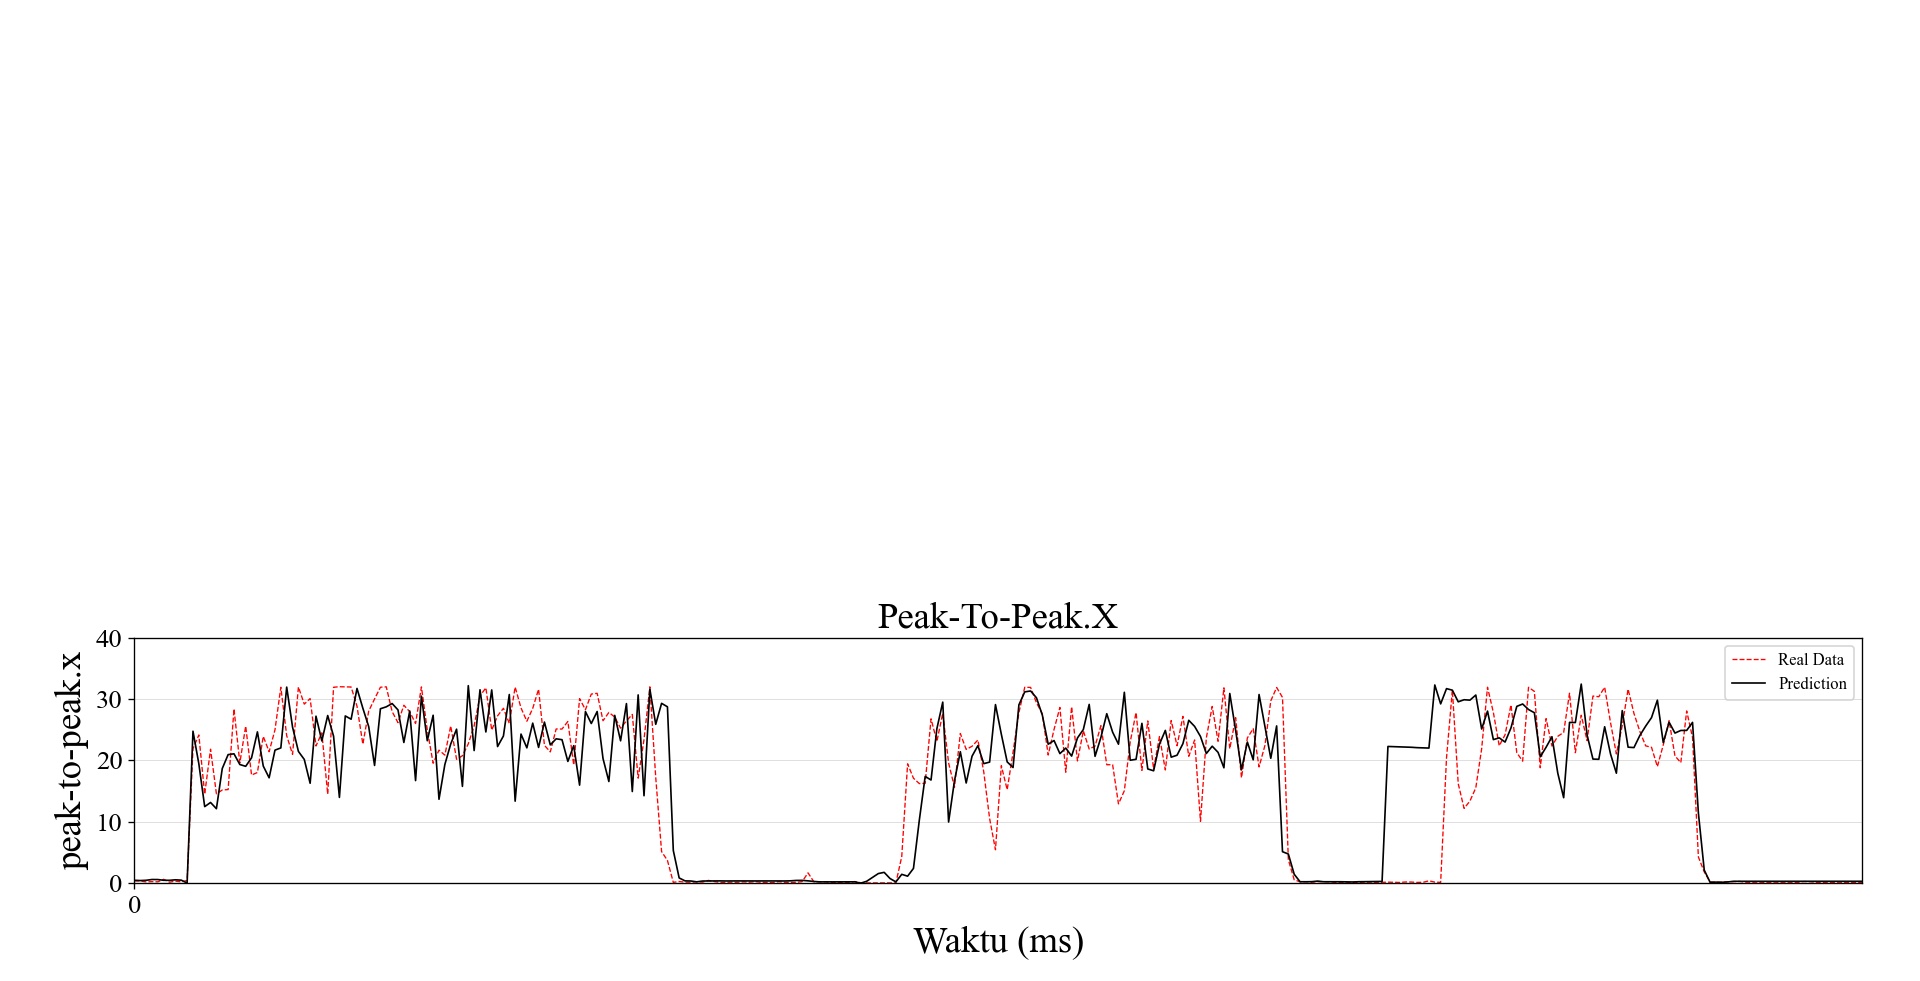 Peak-To-Peak.X
peak-to-peak.x
40
30
20
10
0
0
Real Data
Prediction
Waktu (ms)